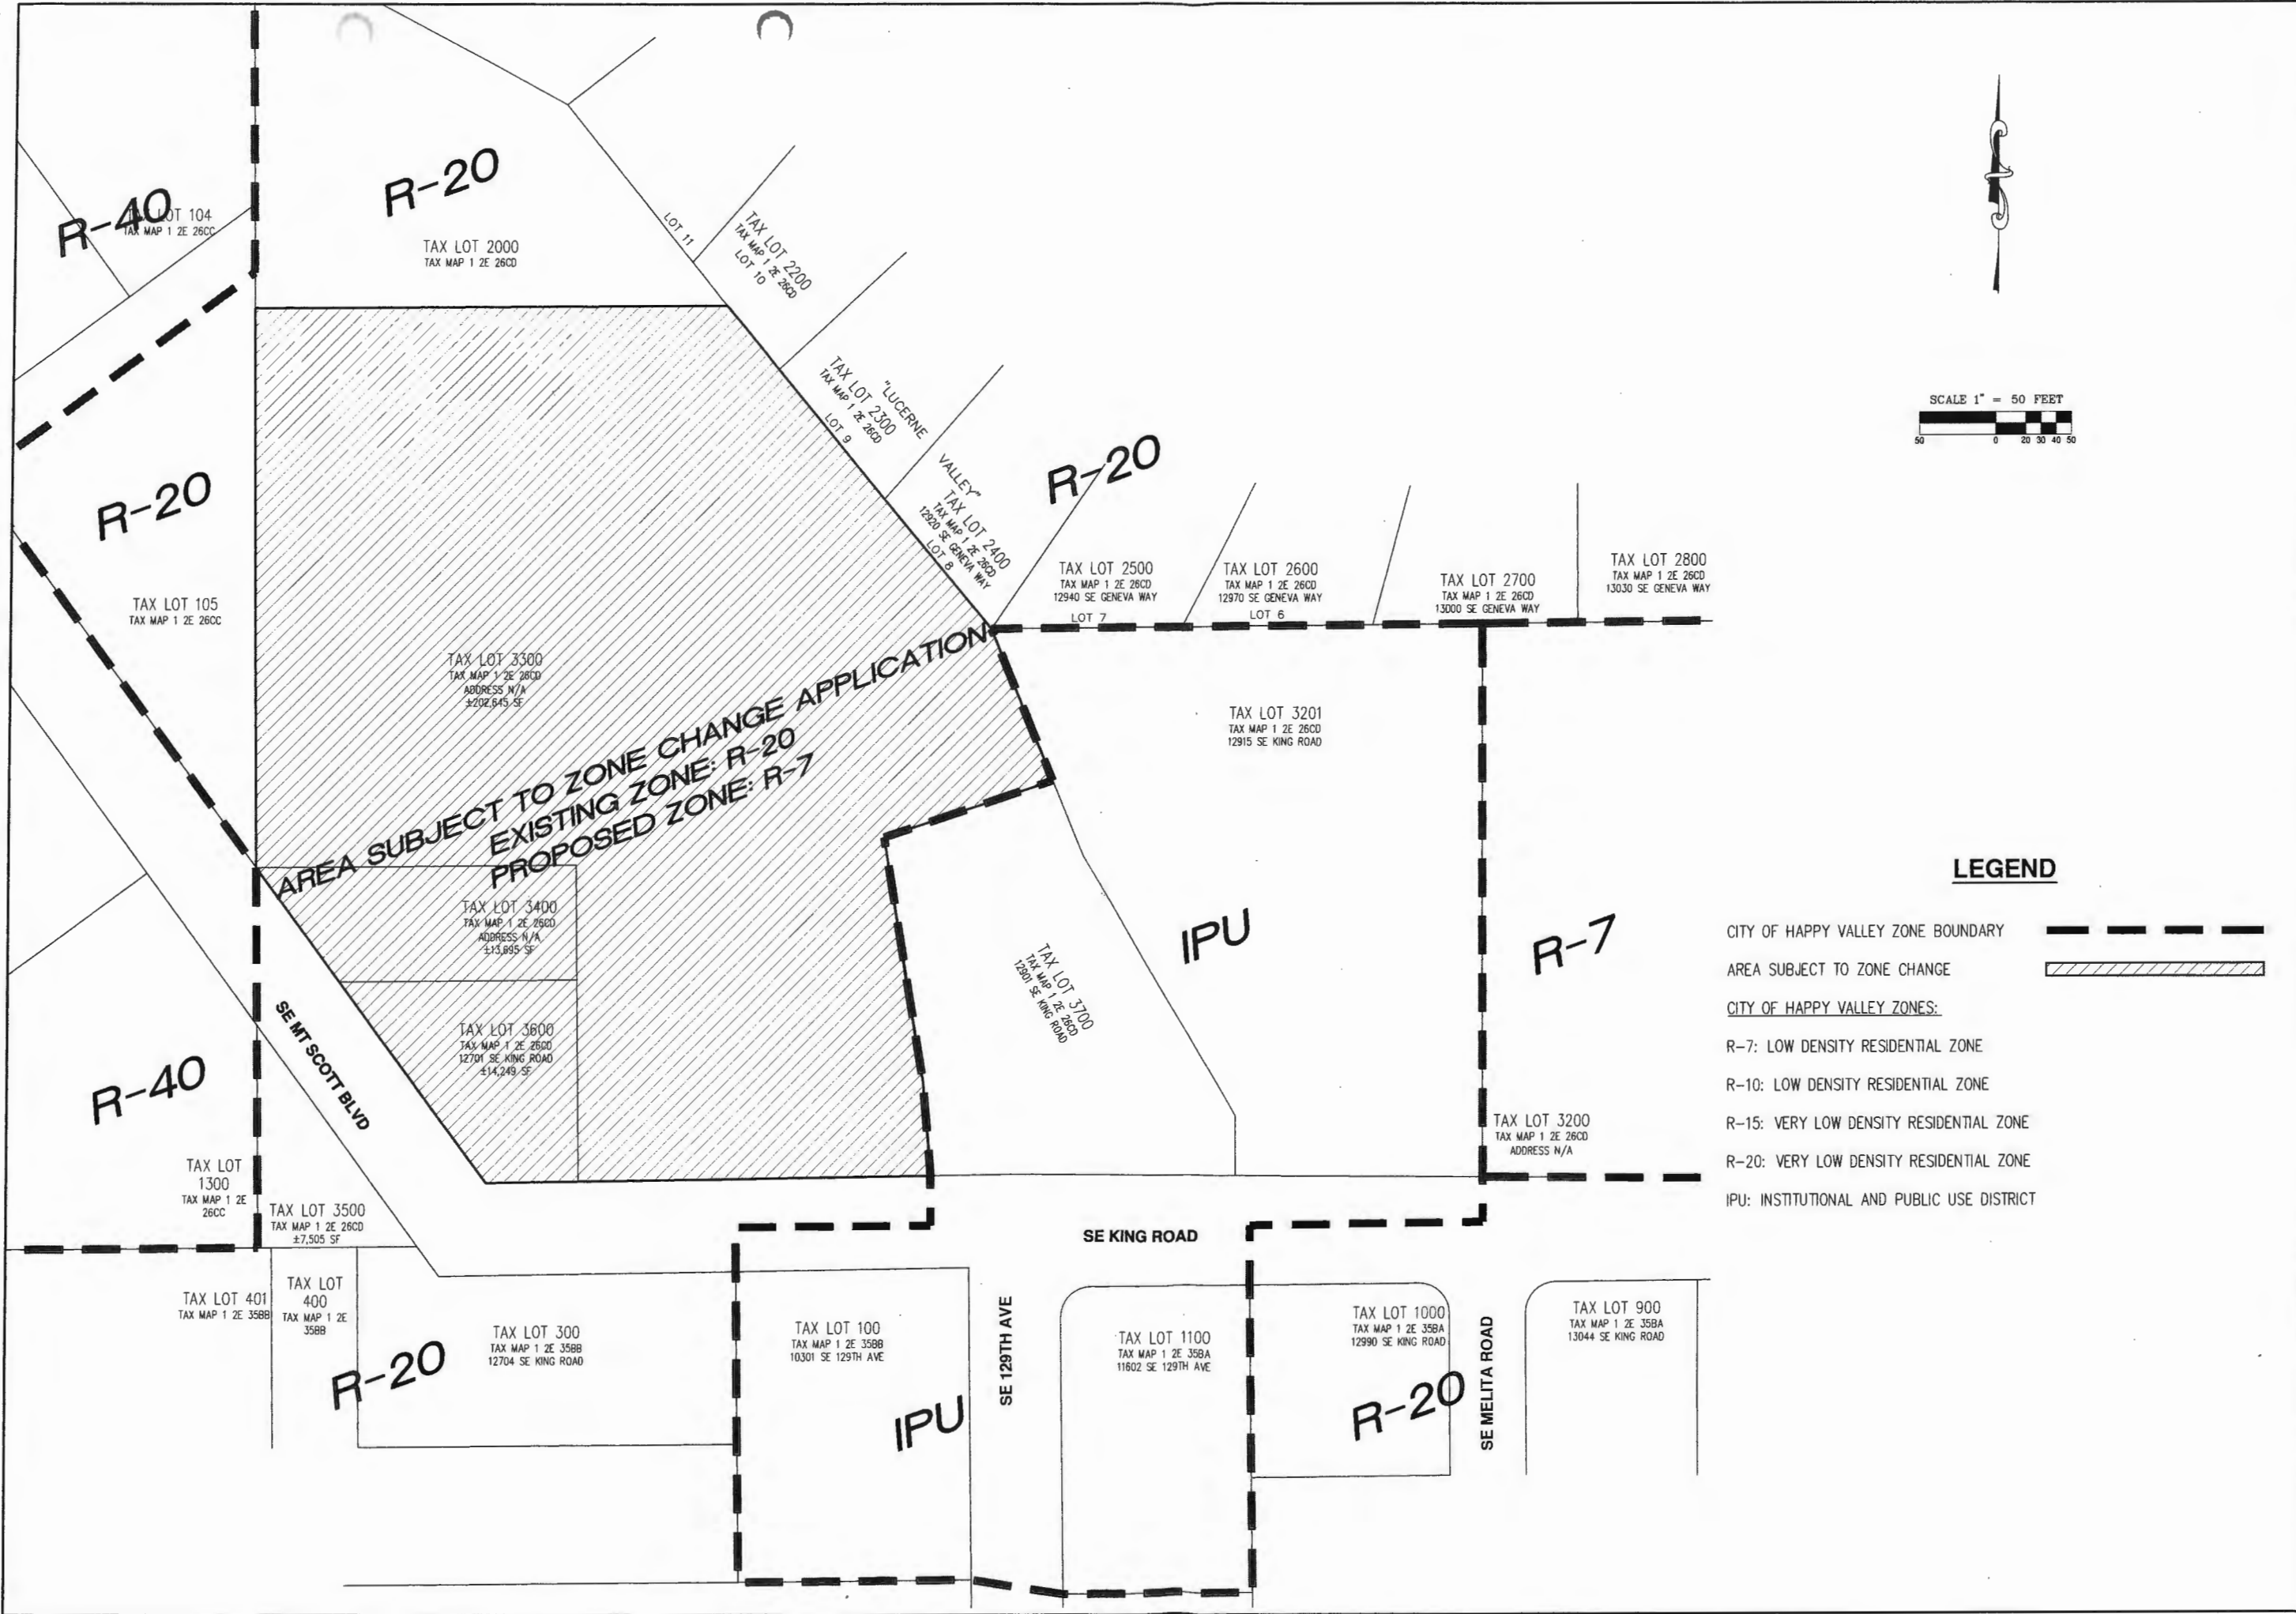 R-40
TAX LOT 104
TAX MAP 1 2E 26CC
R-20
TAX LOT 2000
TAX MAP 1 2E 26CD
LOT 11
TAX LOT 2200
TAX MAP 1 2E 26CD
LOT 10
SCALE 1" = 50 FEET
50 0 20 30 40 50
TAX LOT 2300
TAX MAP 1 2E 26CD
LOT 9
"LUCERNE
VALLEY"
TAX LOT 2400
TAX MAP 1 2E 26CD
12920 SE GENEVA WAY
LOT 8
R-20
R-20
TAX LOT 105
TAX MAP 1 2E 26CC
TAX LOT 2500
TAX MAP 1 2E 26CD
12940 SE GENEVA WAY
LOT 7
TAX LOT 2600
TAX MAP 1 2E 26CD
12970 SE GENEVA WAY
LOT 6
TAX LOT 2700
TAX MAP 1 2E 26CD
13000 SE GENEVA WAY
TAX LOT 2800
TAX MAP 1 2E 26CD
13030 SE GENEVA WAY
TAX LOT 3300
TAX MAP 1 2E 26CD
ADDRESS N/A
±202,645 SF
AREA SUBJECT TO ZONE CHANGE APPLICATION
EXISTING ZONE: R-20
PROPOSED ZONE: R-7
TAX LOT 3201
TAX MAP 1 2E 26CD
12915 SE KING ROAD
TAX LOT 3400
TAX MAP 1 2E 26CD
ADDRESS N/A
±13,695 SF
TAX LOT 3600
TAX MAP 1 2E 26CD
12701 SE KING ROAD
±14,249 SF
TAX LOT 3700
TAX MAP 1 2E 26CD
12901 SE KING ROAD
IPU
R-7
LEGEND
CITY OF HAPPY VALLEY ZONE BOUNDARY
AREA SUBJECT TO ZONE CHANGE
CITY OF HAPPY VALLEY ZONES:
R-7: LOW DENSITY RESIDENTIAL ZONE
R-10: LOW DENSITY RESIDENTIAL ZONE
R-15: VERY LOW DENSITY RESIDENTIAL ZONE
R-20: VERY LOW DENSITY RESIDENTIAL ZONE
IPU: INSTITUTIONAL AND PUBLIC USE DISTRICT
SE MT SCOTT BLVD
R-40
TAX LOT
1300
TAX MAP 1 2E
26CC
TAX LOT 3500
TAX MAP 1 2E 26CD
±7,505 SF
TAX LOT 3200
TAX MAP 1 2E 26CD
ADDRESS N/A
SE KING ROAD
TAX LOT 401
TAX MAP 1 2E 35BB
TAX LOT
400
TAX MAP 1 2E
35BB
R-20
TAX LOT 300
TAX MAP 1 2E 35BB
12704 SE KING ROAD
TAX LOT 100
TAX MAP 1 2E 35BB
10301 SE 129TH AVE
IPU
SE 129TH AVE
TAX LOT 1100
TAX MAP 1 2E 35BA
11602 SE 129TH AVE
TAX LOT 1000
TAX MAP 1 2E 35BA
12990 SE KING ROAD
R-20
SE MELITA ROAD
TAX LOT 900
TAX MAP 1 2E 35BA
13044 SE KING ROAD